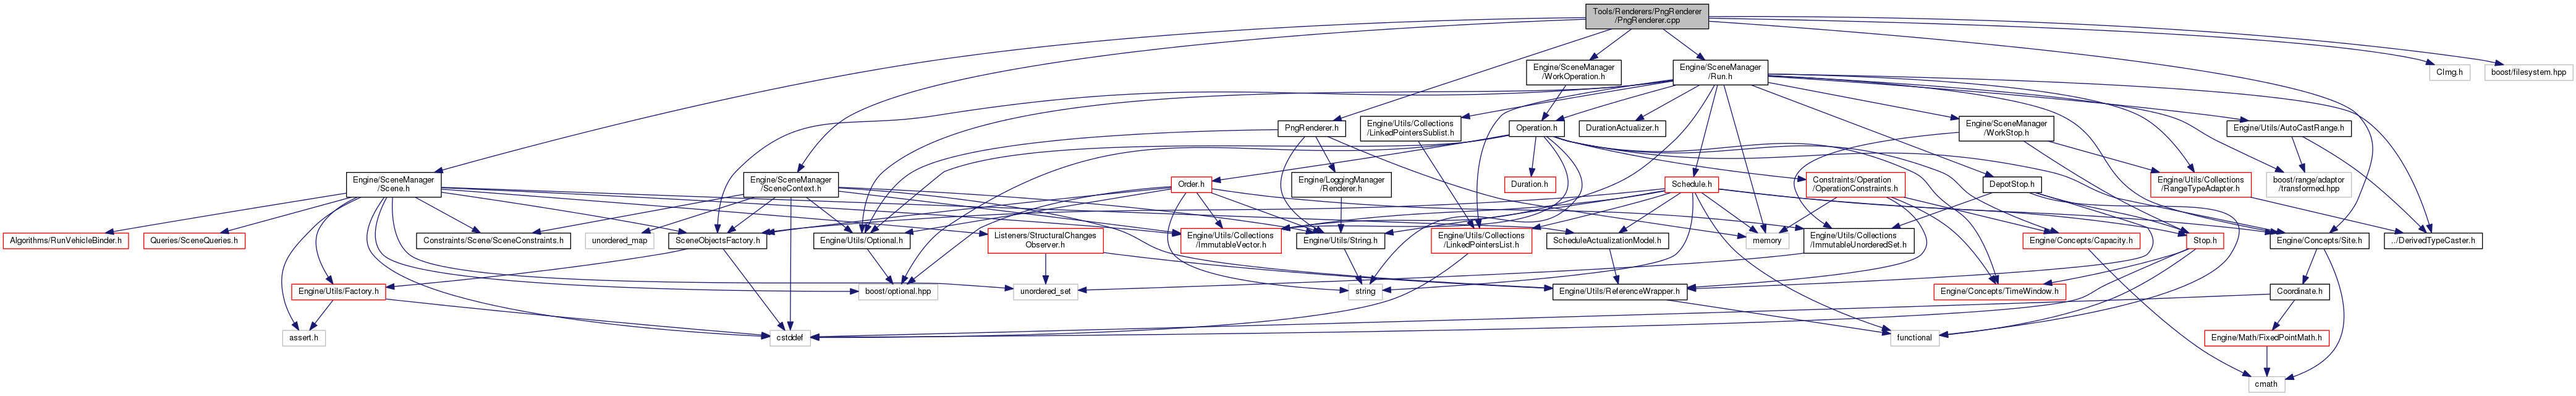 Tools/Renderers/PngRenderer
/PngRenderer.cpp
Engine/SceneManager
/WorkOperation.h
Engine/SceneManager
/Run.h
CImg.h
boost/filesystem.hpp
PngRenderer.h
Engine/Utils/Collections
/LinkedPointersSublist.h
Operation.h
DurationActualizer.h
Engine/SceneManager
/WorkStop.h
Engine/Utils/AutoCastRange.h
Engine/SceneManager
/Scene.h
Engine/SceneManager
/SceneContext.h
Order.h
Engine/LoggingManager
/Renderer.h
Duration.h
Schedule.h
Constraints/Operation
/OperationConstraints.h
DepotStop.h
Engine/Utils/Collections
/RangeTypeAdapter.h
boost/range/adaptor
/transformed.hpp
Algorithms/RunVehicleBinder.h
Queries/SceneQueries.h
Constraints/Scene/SceneConstraints.h
unordered_map
SceneObjectsFactory.h
Engine/Utils/Optional.h
Listeners/StructuralChanges
Observer.h
Engine/Utils/Collections
/ImmutableVector.h
Engine/Utils/String.h
Engine/Utils/Collections
/LinkedPointersList.h
ScheduleActualizationModel.h
memory
Engine/Utils/Collections
/ImmutableUnorderedSet.h
Engine/Concepts/Capacity.h
Stop.h
Engine/Concepts/Site.h
../DerivedTypeCaster.h
Engine/Utils/Factory.h
boost/optional.hpp
unordered_set
string
Engine/Utils/ReferenceWrapper.h
Engine/Concepts/TimeWindow.h
Coordinate.h
assert.h
cstddef
functional
Engine/Math/FixedPointMath.h
cmath